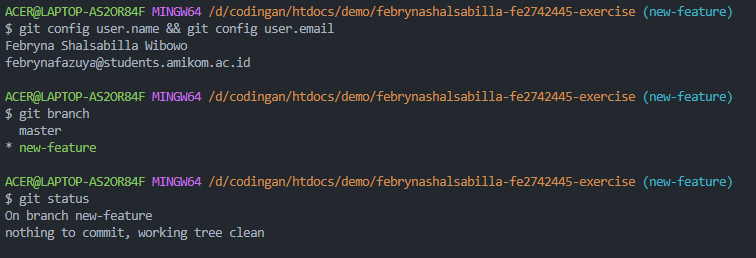 ACER@LAPTOP-AS2OR84F MINGW64 /d/codingan/htdocs/demo/febrynashalsabilla-fe2742445-exercise (new-feature)
$ git config user.name && git config user.email
Febryna Shalsabilla Wibowo
febrynafazuya@students.amikom.ac.id
ACER@LAPTOP-AS2OR84F MINGW64 /d/codingan/htdocs/demo/febrynashalsabilla-fe2742445-exercise (new-feature)
$ git branch
  master
* new-feature
ACER@LAPTOP-AS2OR84F MINGW64 /d/codingan/htdocs/demo/febrynashalsabilla-fe2742445-exercise (new-feature)
$ git status
On branch new-feature
nothing to commit, working tree clean